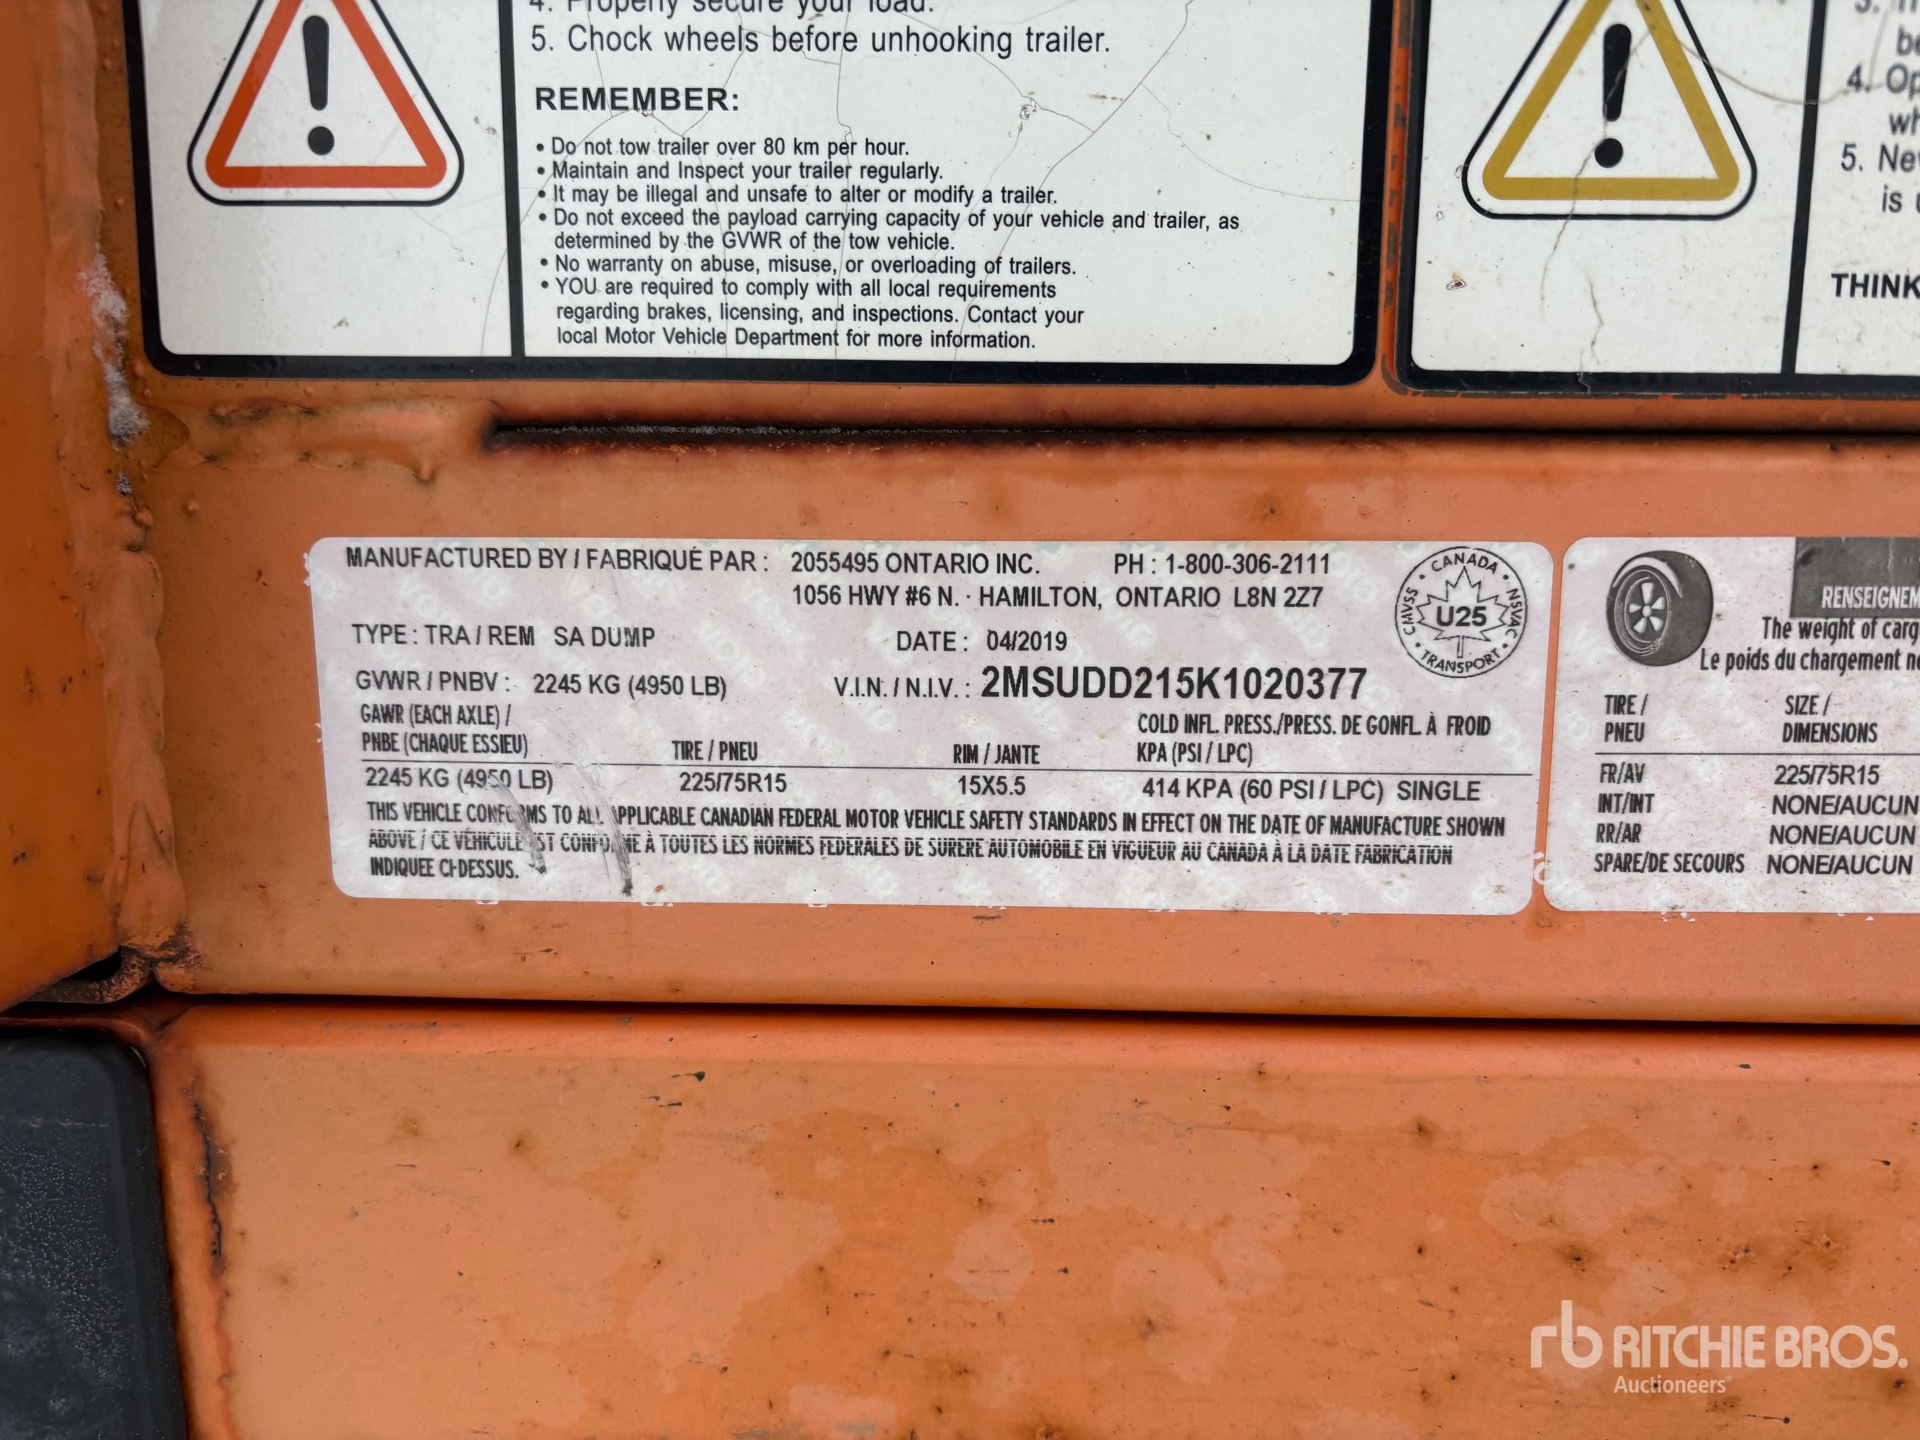 4. Properly secure your load.
5. Chock wheels before unhooking trailer.
REMEMBER:
• Do not tow trailer over 80 km per hour.
• Maintain and Inspect your trailer regularly.
• It may be illegal and unsafe to alter or modify a trailer.
• Do not exceed the payload carrying capacity of your vehicle and trailer, as
determined by the GVWR of the tow vehicle.
• No warranty on abuse, misuse, or overloading of trailers.
• YOU are required to comply with all local requirements
regarding brakes, licensing, and inspections. Contact your
local Motor Vehicle Department for more information.
3.
4.
5.
is
THINK
MANUFACTURED BY / FABRIQUÉ PAR : 2055495 ONTARIO INC. PH : 1-800-306-2111
1056 HWY #6 N. · HAMILTON, ONTARIO L8N 2Z7
TYPE : TRA / REM SA DUMP DATE : 04/2019
GVWR / PNBV : 2245 KG (4950 LB) V.I.N. / N.I.V. : 2MSUDD215K1020377
GAWR (EACH AXLE) / COLD INFL. PRESS./PRESS. DE GONFL. À FROID
PNBE (CHAQUE ESSIEU) TIRE / PNEU RIM / JANTE KPA (PSI / LPC)
2245 KG (4950 LB) 225/75R15 15X5.5 414 KPA (60 PSI / LPC) SINGLE
THIS VEHICLE CONFORMS TO ALL APPLICABLE CANADIAN FEDERAL MOTOR VEHICLE SAFETY STANDARDS IN EFFECT ON THE DATE OF MANUFACTURE SHOWN
ABOVE / CE VÉHICULE EST CONFORME À TOUTES LES NORMES FEDERALES DE SURERE AUTOMOBILE EN VIGUEUR AU CANADA À LA DATE FABRICATION
INDIQUEE CI-DESSUS.
CANADA
CMVSS U25 NSVAC
TRANSPORT
RENSEIGNEM
The weight of carg
Le poids du chargement
TIRE / SIZE /
PNEU DIMENSIONS
FR/AV 225/75R15
INT/INT NONE/AUCUN
RR/AR NONE/AUCUN
SPARE/DE SECOURS NONE/AUCUN
rb RITCHIE BROS.
Auctioneers